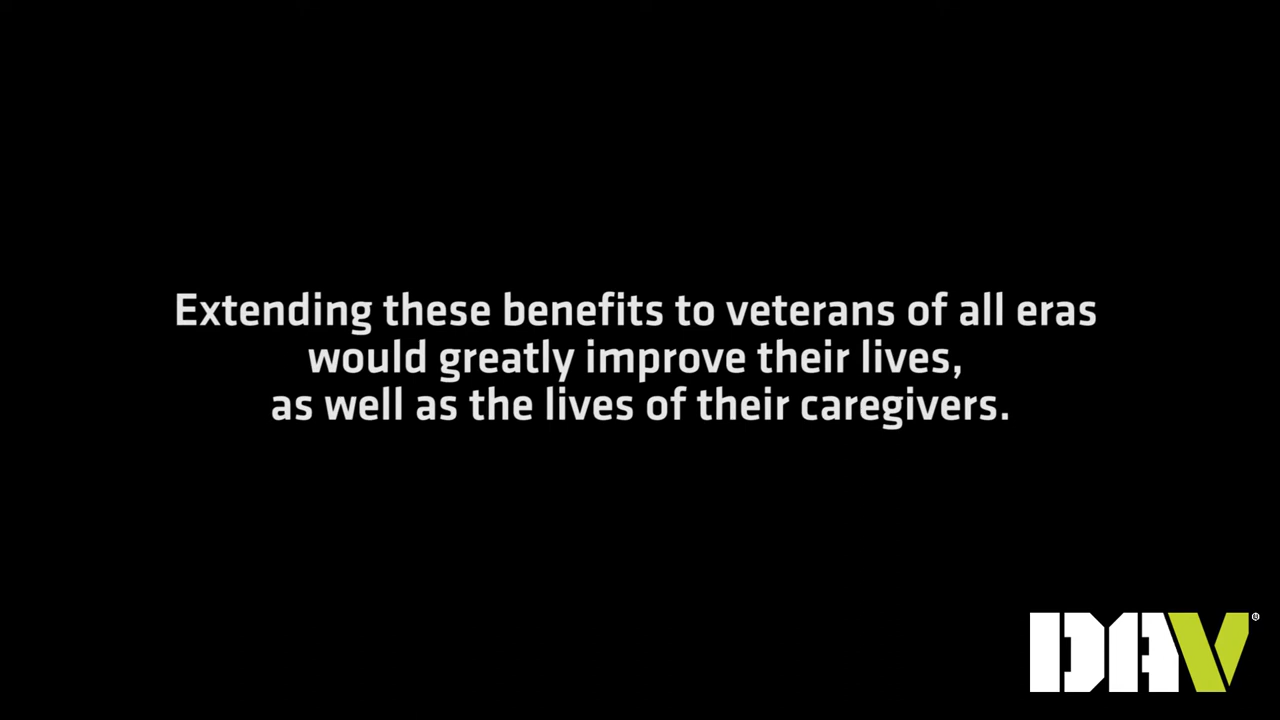 Extending these benefits to veterans of all eras
would greatly improve their lives,
as well as the lives of their caregivers.
DAV®